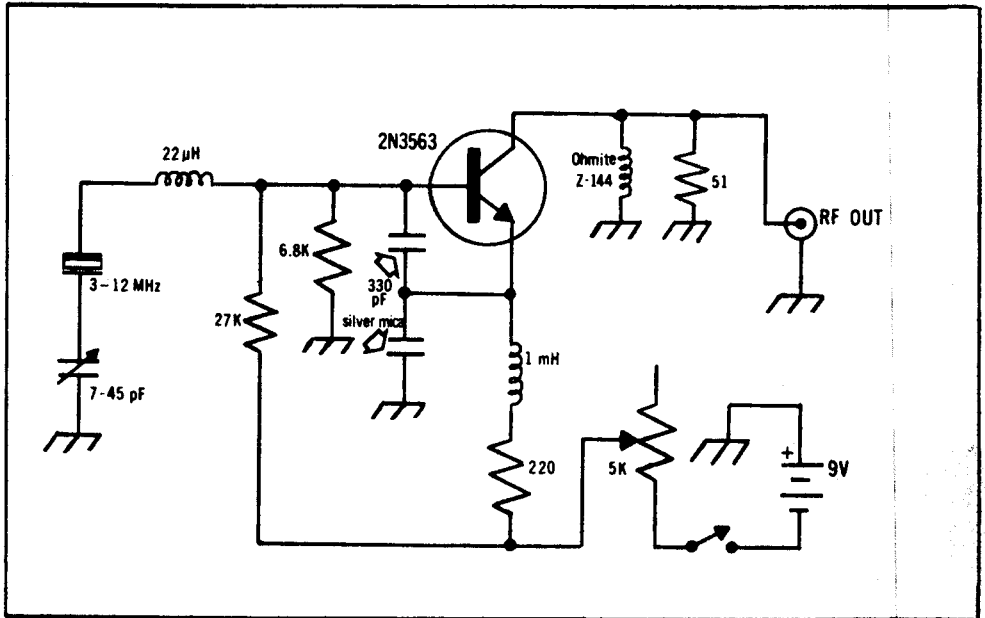 2N3563
22µH
Ohmite
Z-144
51
RF OUT
6.8K
330
pF
3-12 MHz
27K
silver mica
1 mH
7-45 pF
220
5K
+
9V